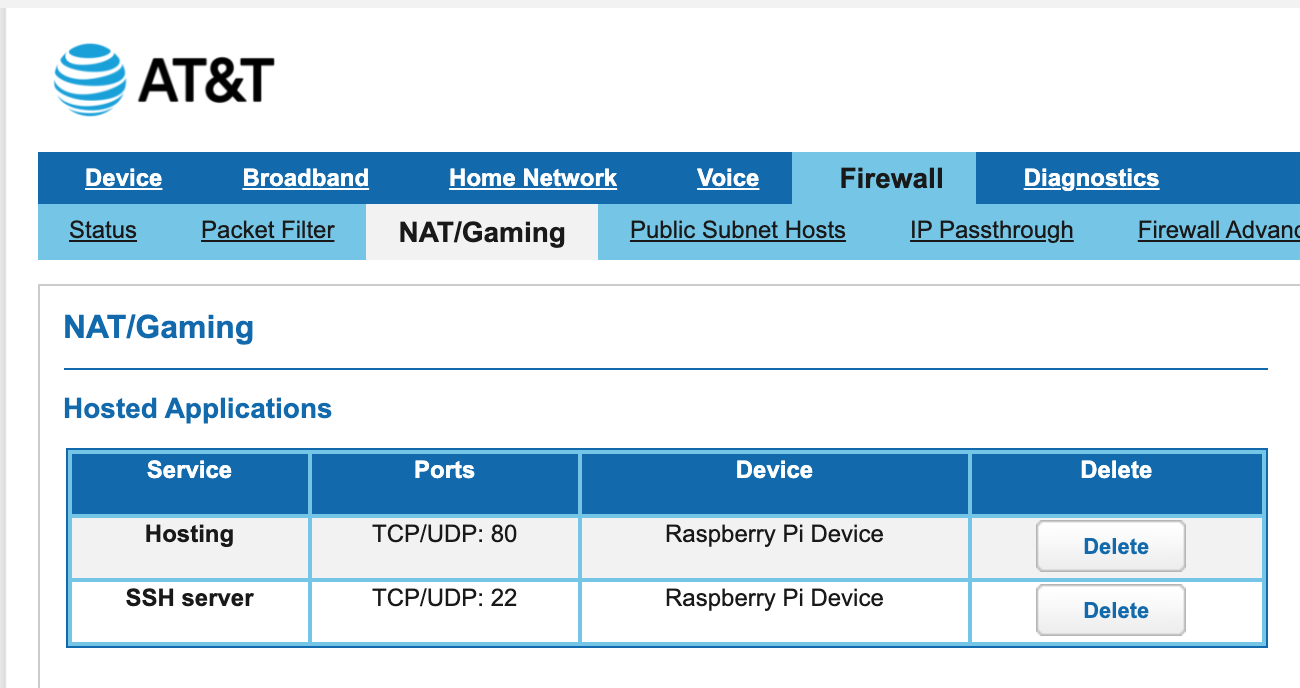 AT&T
Device Broadband Home Network Voice Firewall Diagnostics
Status Packet Filter NAT/Gaming Public Subnet Hosts IP Passthrough Firewall Advanc
NAT/Gaming
Hosted Applications
Service Ports Device Delete
Hosting TCP/UDP: 80 Raspberry Pi Device Delete
SSH server TCP/UDP: 22 Raspberry Pi Device Delete